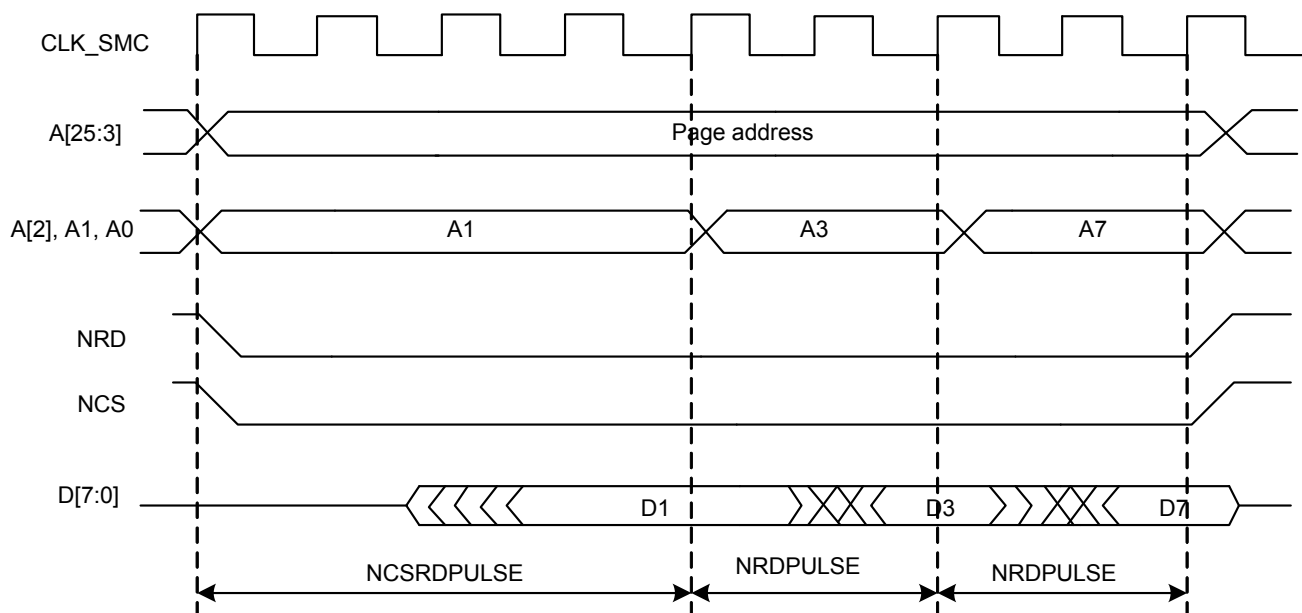 CLK_SMC
A[25:3]
Page address
A[2], A1, A0
A1
A3
A7
NRD
NCS
D[7:0]
D1
D3
D7
NCSRDPULSE
NRDPULSE
NRDPULSE